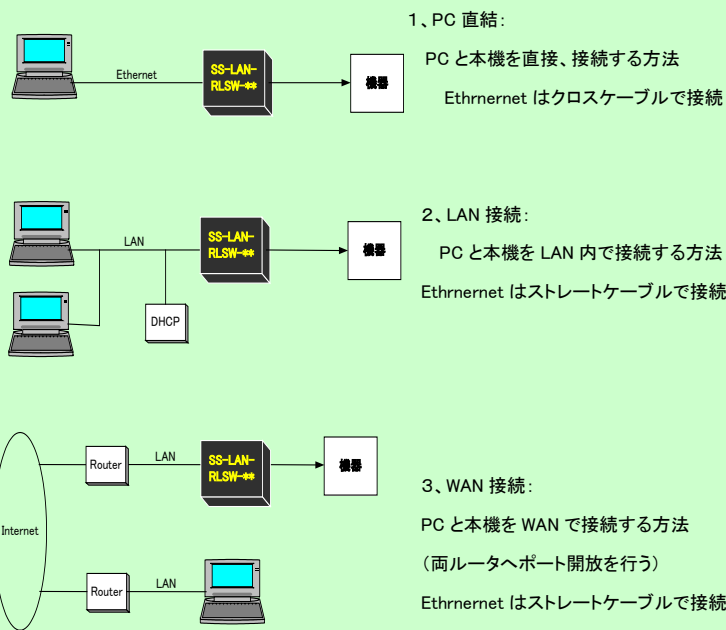 1、PC 直結：
PC と本機を直接、接続する方法
Ethrnernet はクロスケーブルで接続
Ethernet
SS-LAN-
RLSW-**
機器
2、LAN 接続：
PC と本機を LAN 内で接続する方法
Ethrnernet はストレートケーブルで接続
LAN
SS-LAN-
RLSW-**
機器
DHCP
3、WAN 接続：
PC と本機を WAN で接続する方法
（両ルータへポート開放を行う）
Ethrnernet はストレートケーブルで接続
Internet
Router
LAN
SS-LAN-
RLSW-**
機器
Router
LAN